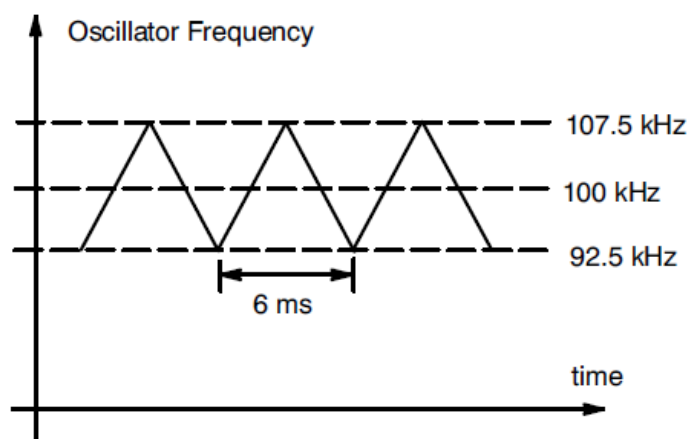 Oscillator Frequency
107.5 kHz
100 kHz
92.5 kHz
6 ms
time